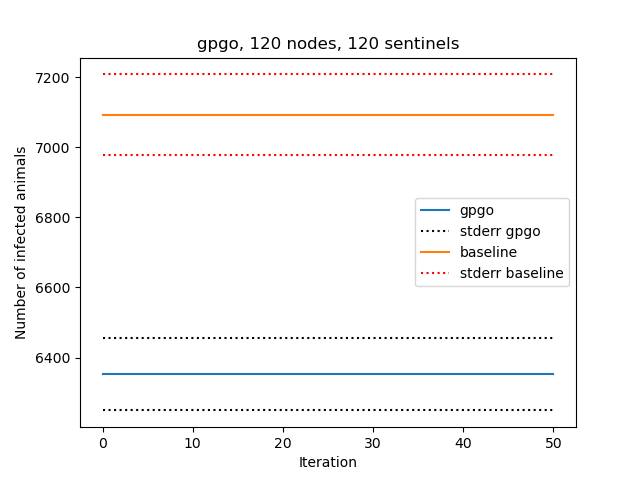 gpgo, 120 nodes, 120 sentinels
7200
7000
6800
6600
6400
Number of infected animals
gpgo
stderr gpgo
baseline
stderr baseline
0 10 20 30 40 50
Iteration